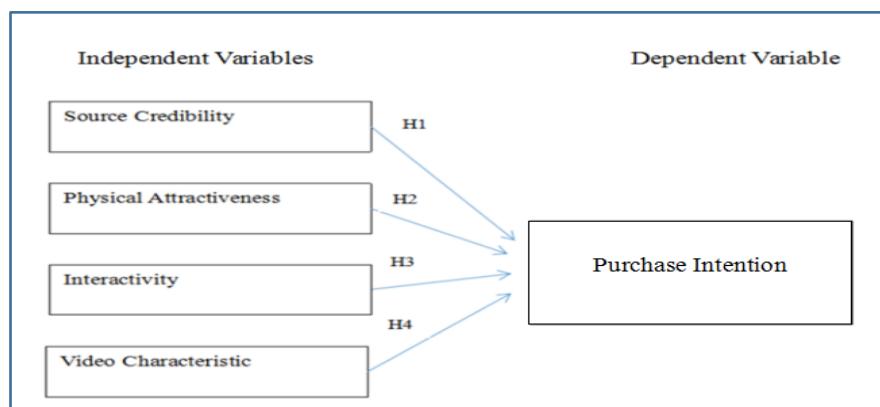 Independent Variables
Dependent Variable
Source Credibility
H1
Physical Attractiveness
H2
Interactivity
H3
Purchase Intention
H4
Video Characteristic